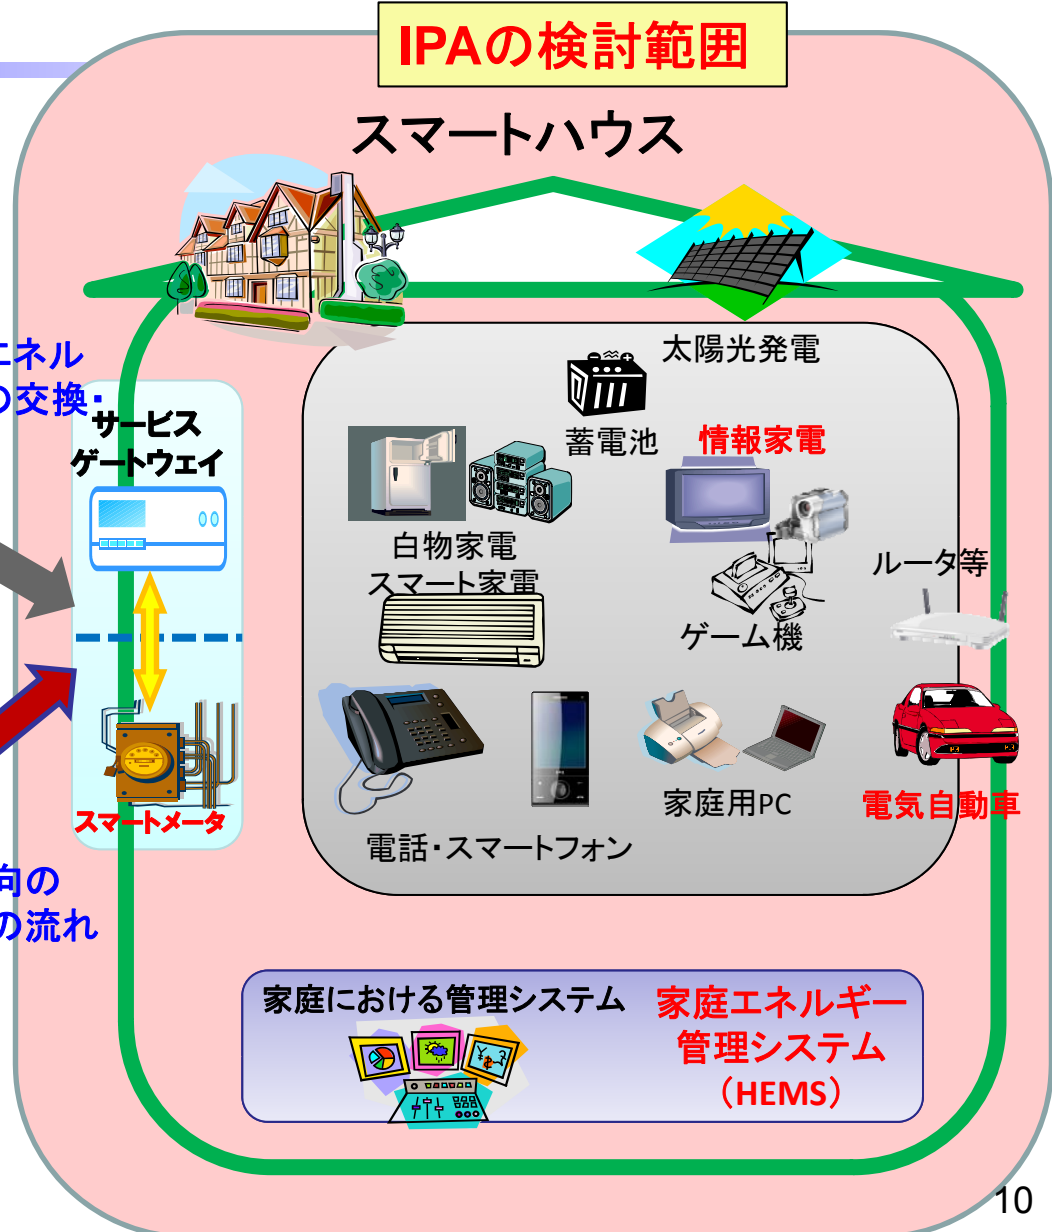 IPAの検討範囲
スマートハウス
エネル
の交換・
サービス
ゲートウェイ
スマートメータ
向の
の流れ
太陽光発電
蓄電池
情報家電
白物家電
スマート家電
ゲーム機
ルータ等
電話・スマートフォン
家庭用PC
電気自動車
家庭における管理システム
家庭エネルギー
管理システム
（HEMS）
10